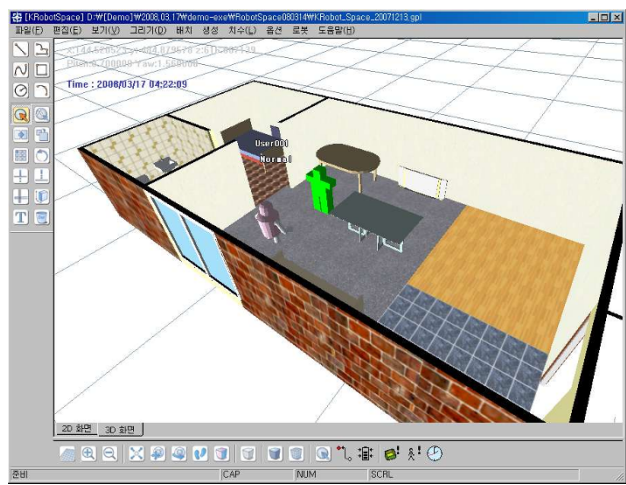 [KRobotSpace] D:₩[Demo]₩2008,03,17₩demo-exe₩RobotSpace080314₩KRobot_Space_20071213.gpl
파일(F) 편집(E) 보기(V) 그리기(D) 배치 생성 치수(L) 옵션 로봇 도움말(H)
Time : 2008/03/17 04:22:09
User001
Normal
T
2D 화면 3D 화면
준비 CAP NUM SCRL